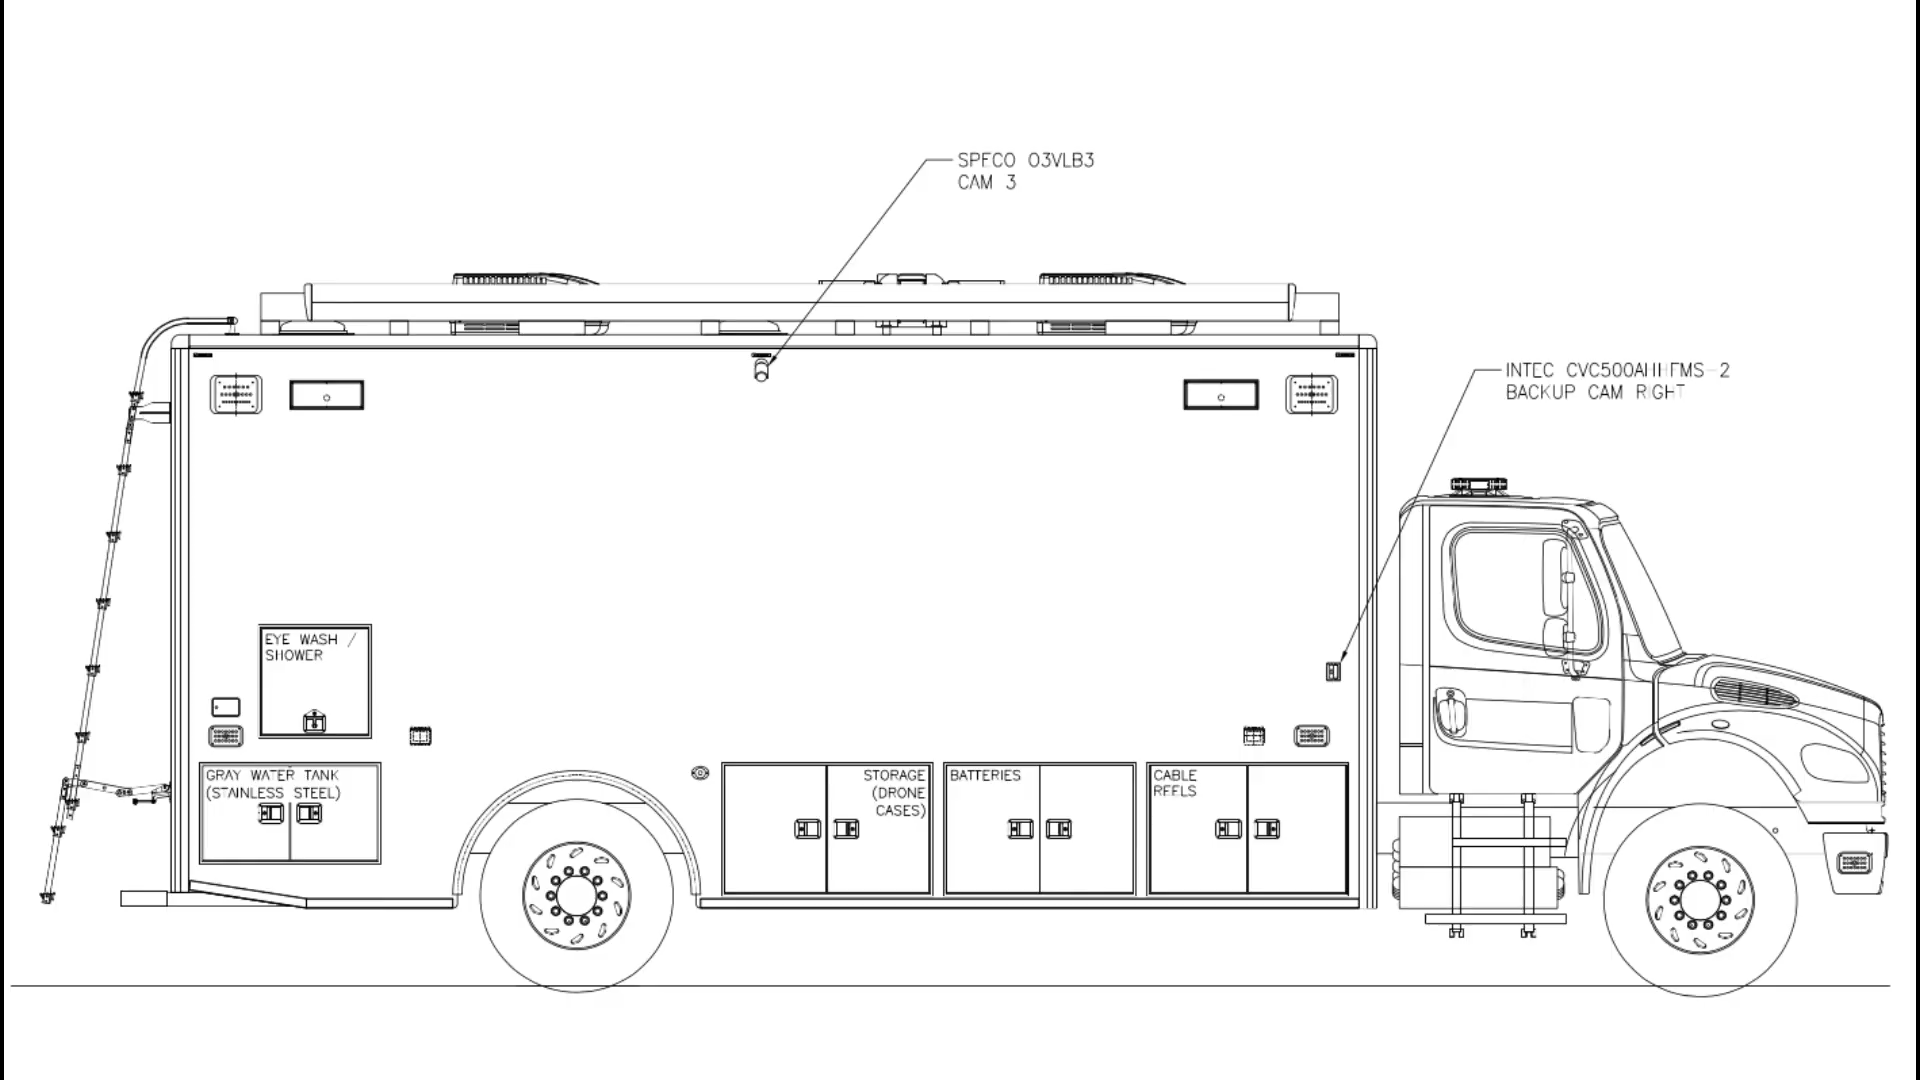 SPECO O3VLB3
CAM 3
INTEC CVC500AHHFMS-2
BACKUP CAM RIGHT
EYE WASH /
SHOWER
GRAY WATER TANK
(STAINLESS STEEL)
STORAGE
(DRONE
CASES)
BATTERIES
CABLE
REELS